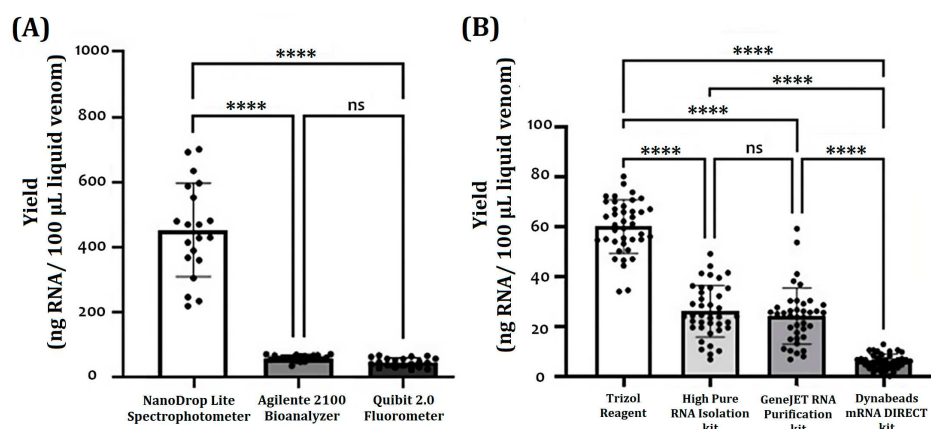 (A)
Yield
(ng RNA/ 100 µL liquid venom)
1000
800
600
400
200
0
****
****
ns
NanoDrop Lite
Spectrophotometer
Agilente 2100
Bioanalyzer
Quibit 2.0
Fluorometer
(B)
Yield
(ng RNA/ 100 µL liquid venom)
100
80
60
40
20
0
****
****
****
****
ns
****
Trizol
Reagent
High Pure
RNA Isolation
kit
GeneJET RNA
Purification
kit
Dynabeads
mRNA DIRECT
kit